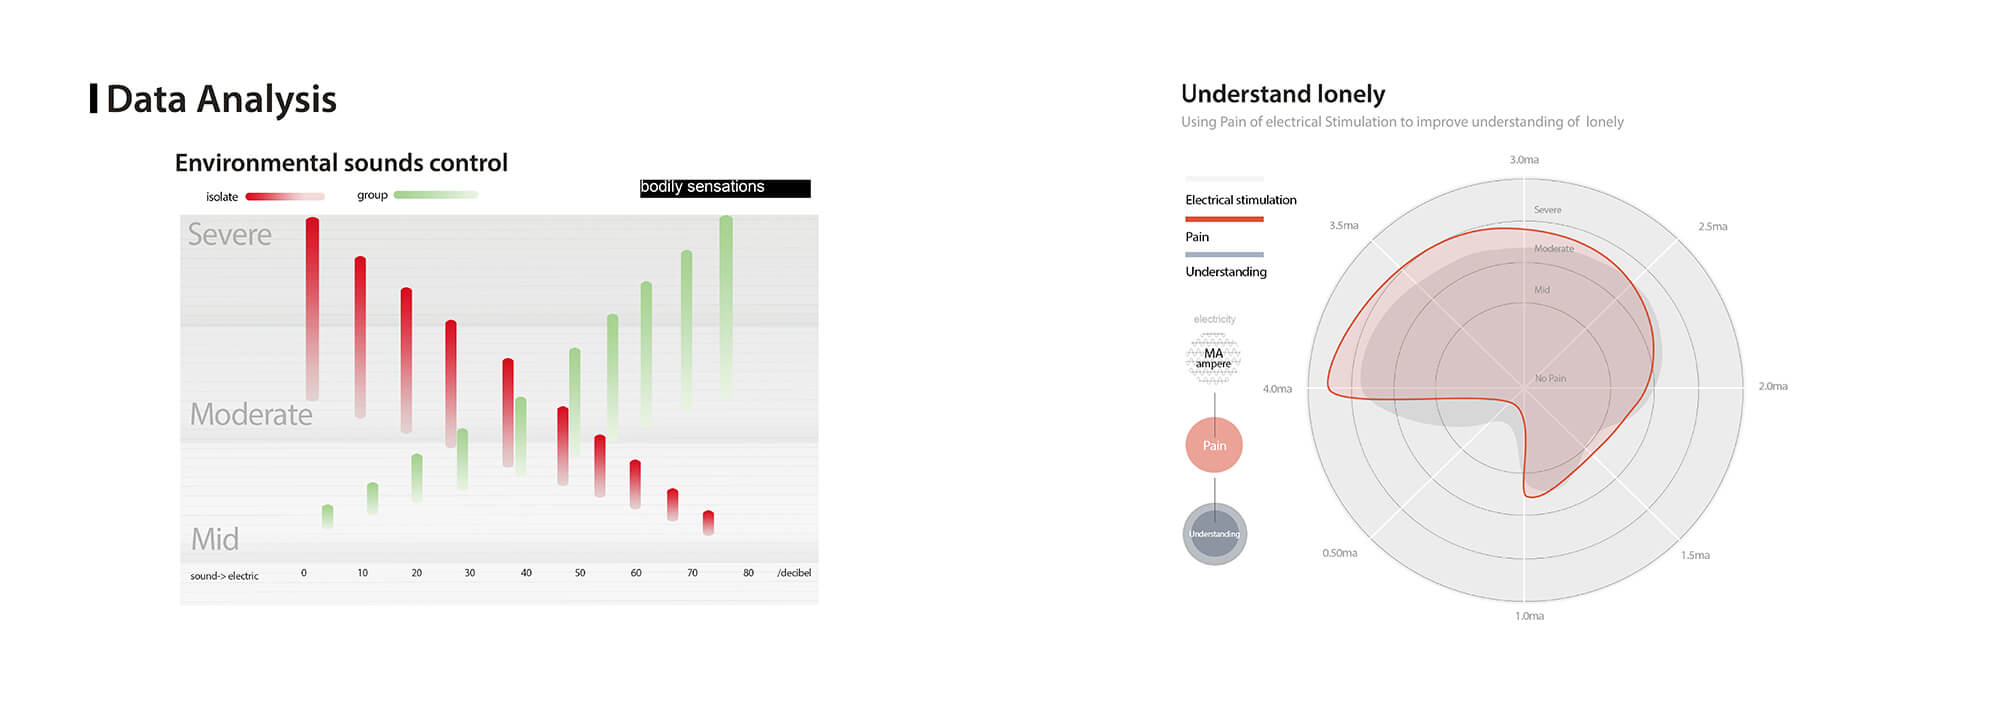 Data Analysis
Environmental sounds control
isolate
group
bodily sensations
Severe
Moderate
Mid
sound-> electric
0
10
20
30
40
50
60
70
80
/decibel
Understand lonely
Using Pain of electrical Stimulation to improve understanding of lonely
Electrical stimulation
Pain
Understanding
electricity
MA
ampere
Pain
Understanding
3.0ma
3.5ma
2.5ma
Severe
Moderate
Mid
No Pain
4.0ma
2.0ma
0.50ma
1.5ma
1.0ma